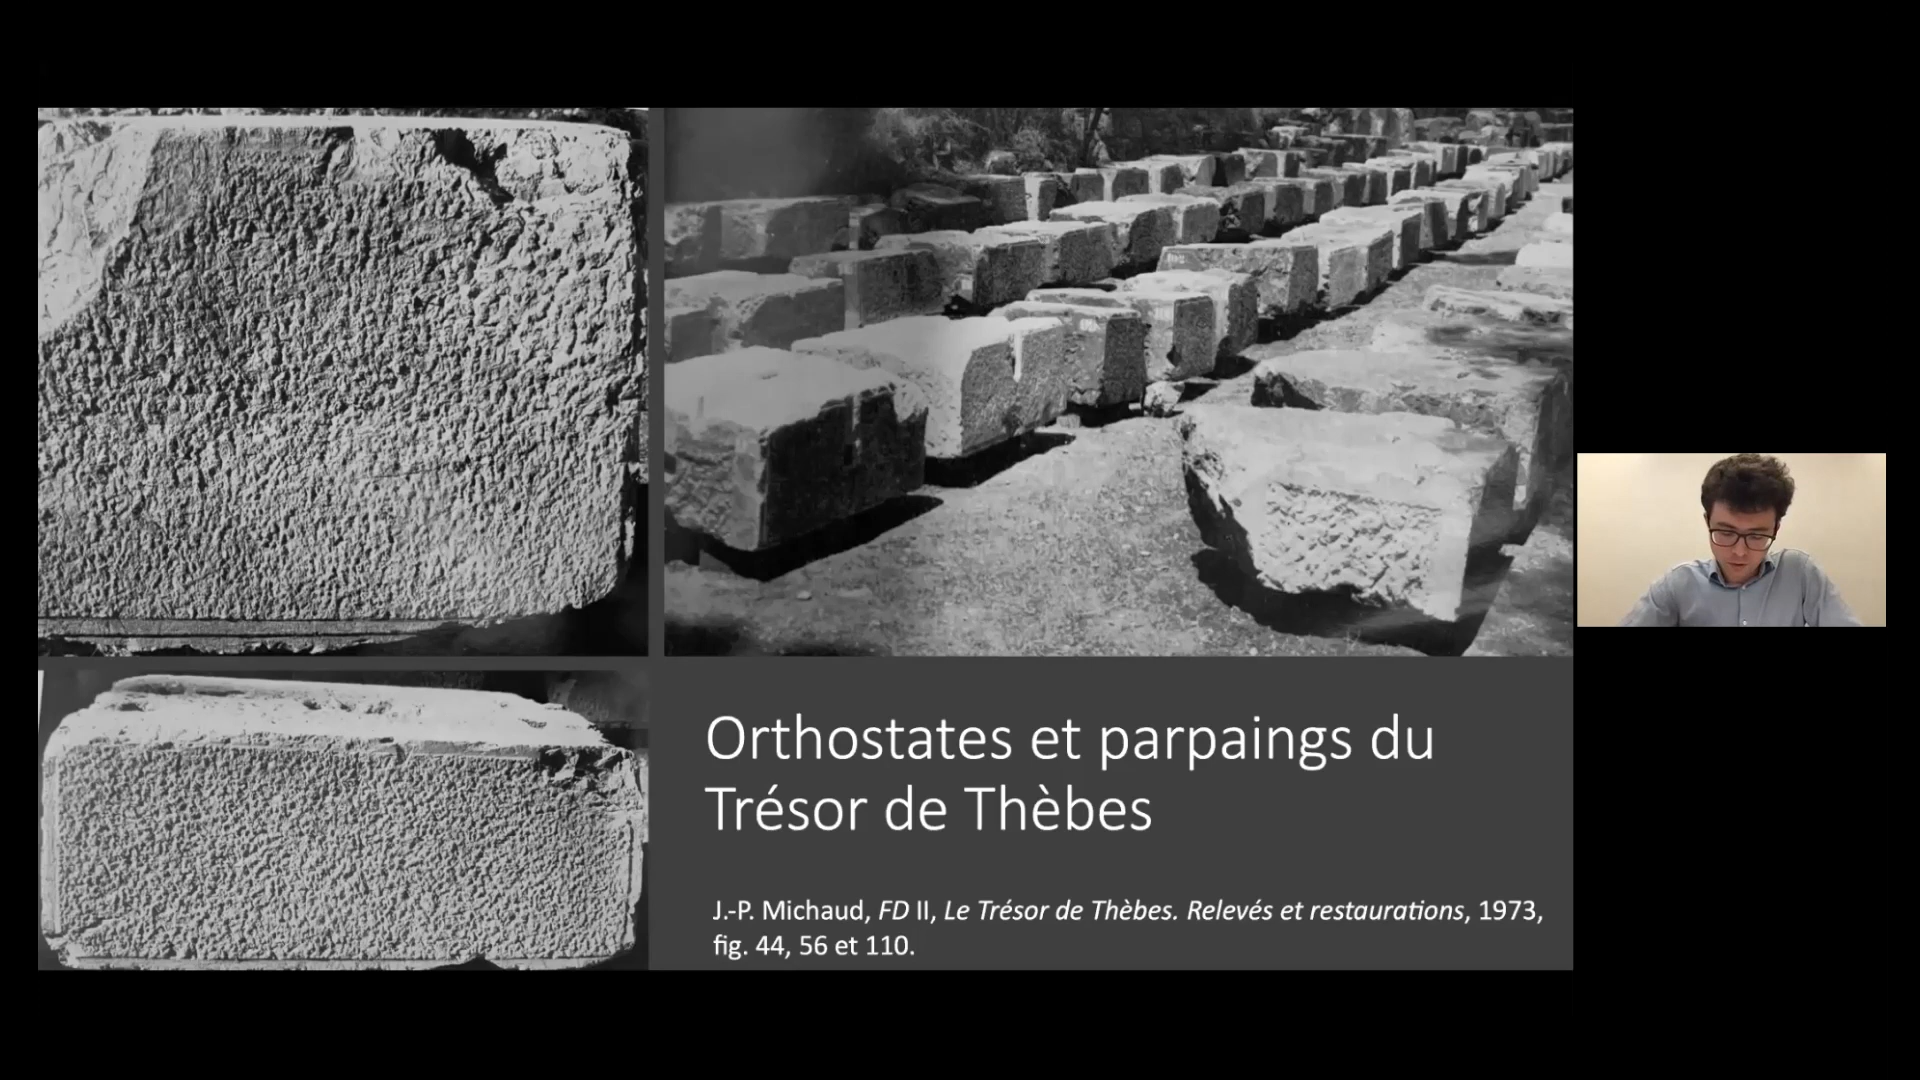 Orthostates et parpaings du
Trésor de Thèbes
J.-P. Michaud, FD II, Le Trésor de Thèbes. Relevés et restaurations, 1973,
fig. 44, 56 et 110.